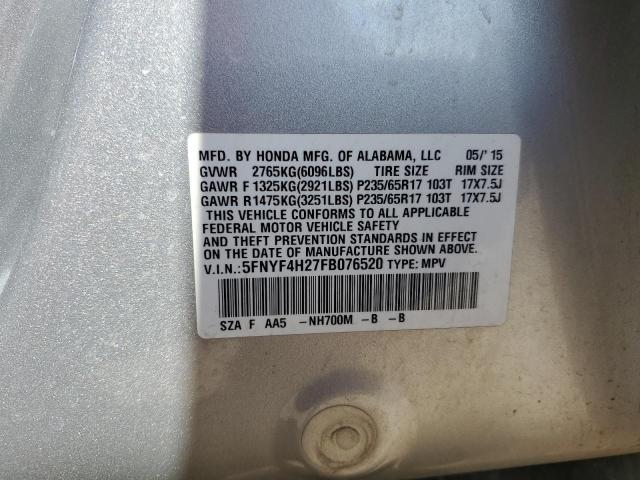 MFD. BY HONDA MFG. OF ALABAMA, LLC 05/'15
GVWR 2765KG(6096LBS) TIRE SIZE RIM SIZE
GAWR F 1325KG(2921LBS) P235/65R17 103T 17X7.5J
GAWR R1475KG(3251LBS) P235/65R17 103T 17X7.5J
THIS VEHICLE CONFORMS TO ALL APPLICABLE
FEDERAL MOTOR VEHICLE SAFETY
AND THEFT PREVENTION STANDARDS IN EFFECT
ON THE DATE OF MANUFACTURE SHOWN ABOVE.
V.I.N.:5FNYF4H27FB076520 TYPE: MPV
SZA F AA5 -NH700M -B -B